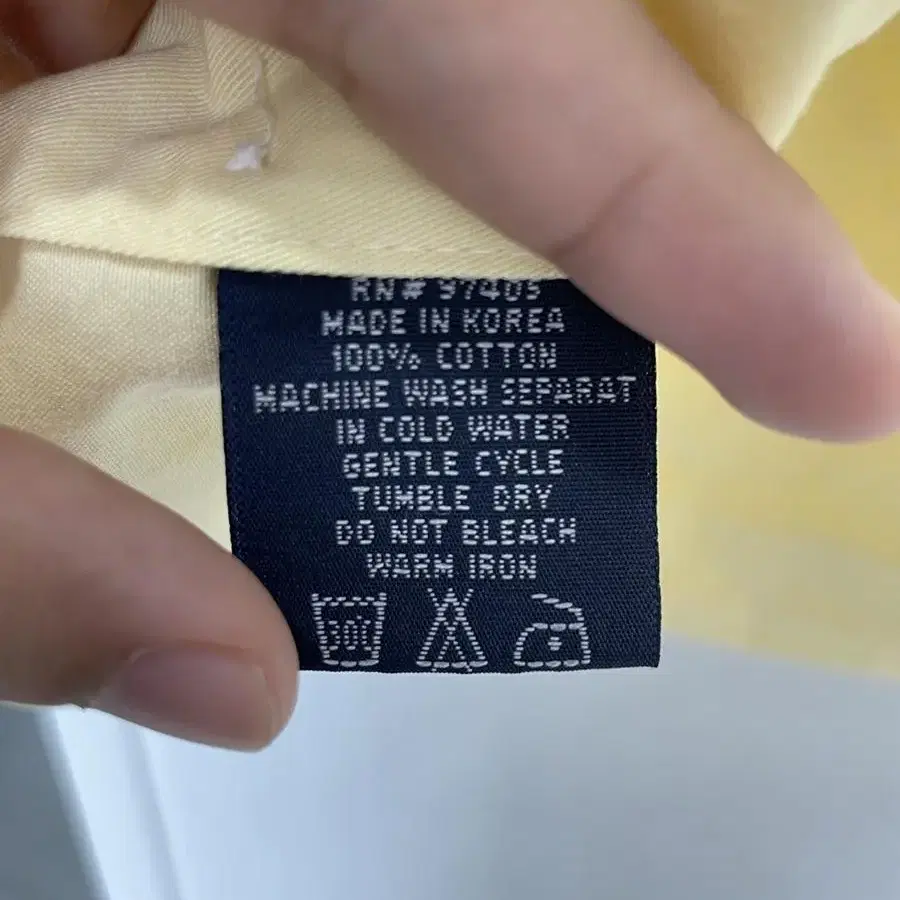 RN# 97405
MADE IN KOREA
100% COTTON
MACHINE WASH SEPARAT
IN COLD WATER
GENTLE CYCLE
TUMBLE DRY
DO NOT BLEACH
WARM IRON
30°